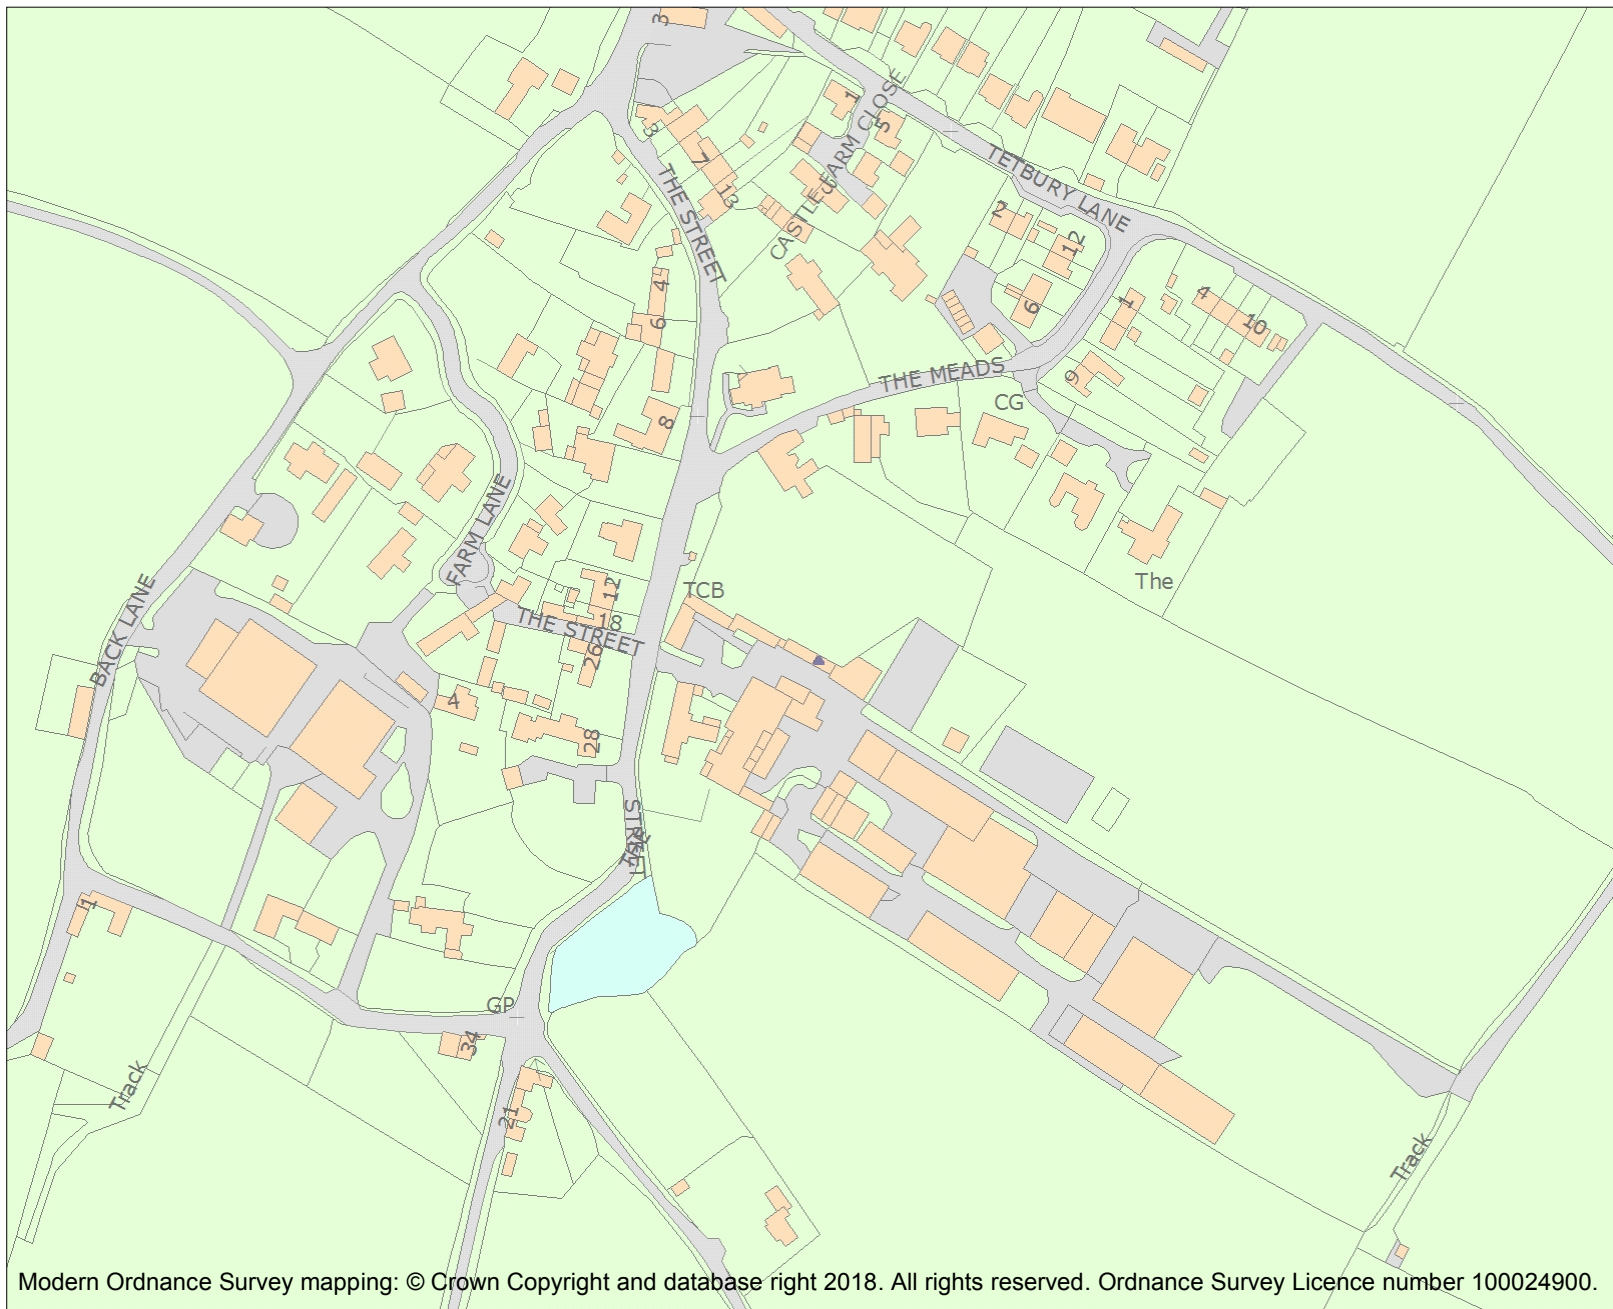 3
CASTLE FARM CLOSE
1
5
3
7
THE STREET
13
TETBURY LANE
2
12
4
6
6
1
4
10
THE MEADS
9
CG
8
FARM LANE
The
BACK LANE
TCB
12
18
THE STREET
26
4
28
THE
STREET
1
GP
34
Track
21
Track
Modern Ordnance Survey mapping: © Crown Copyright and database right 2018. All rights reserved. Ordnance Survey Licence number 100024900.